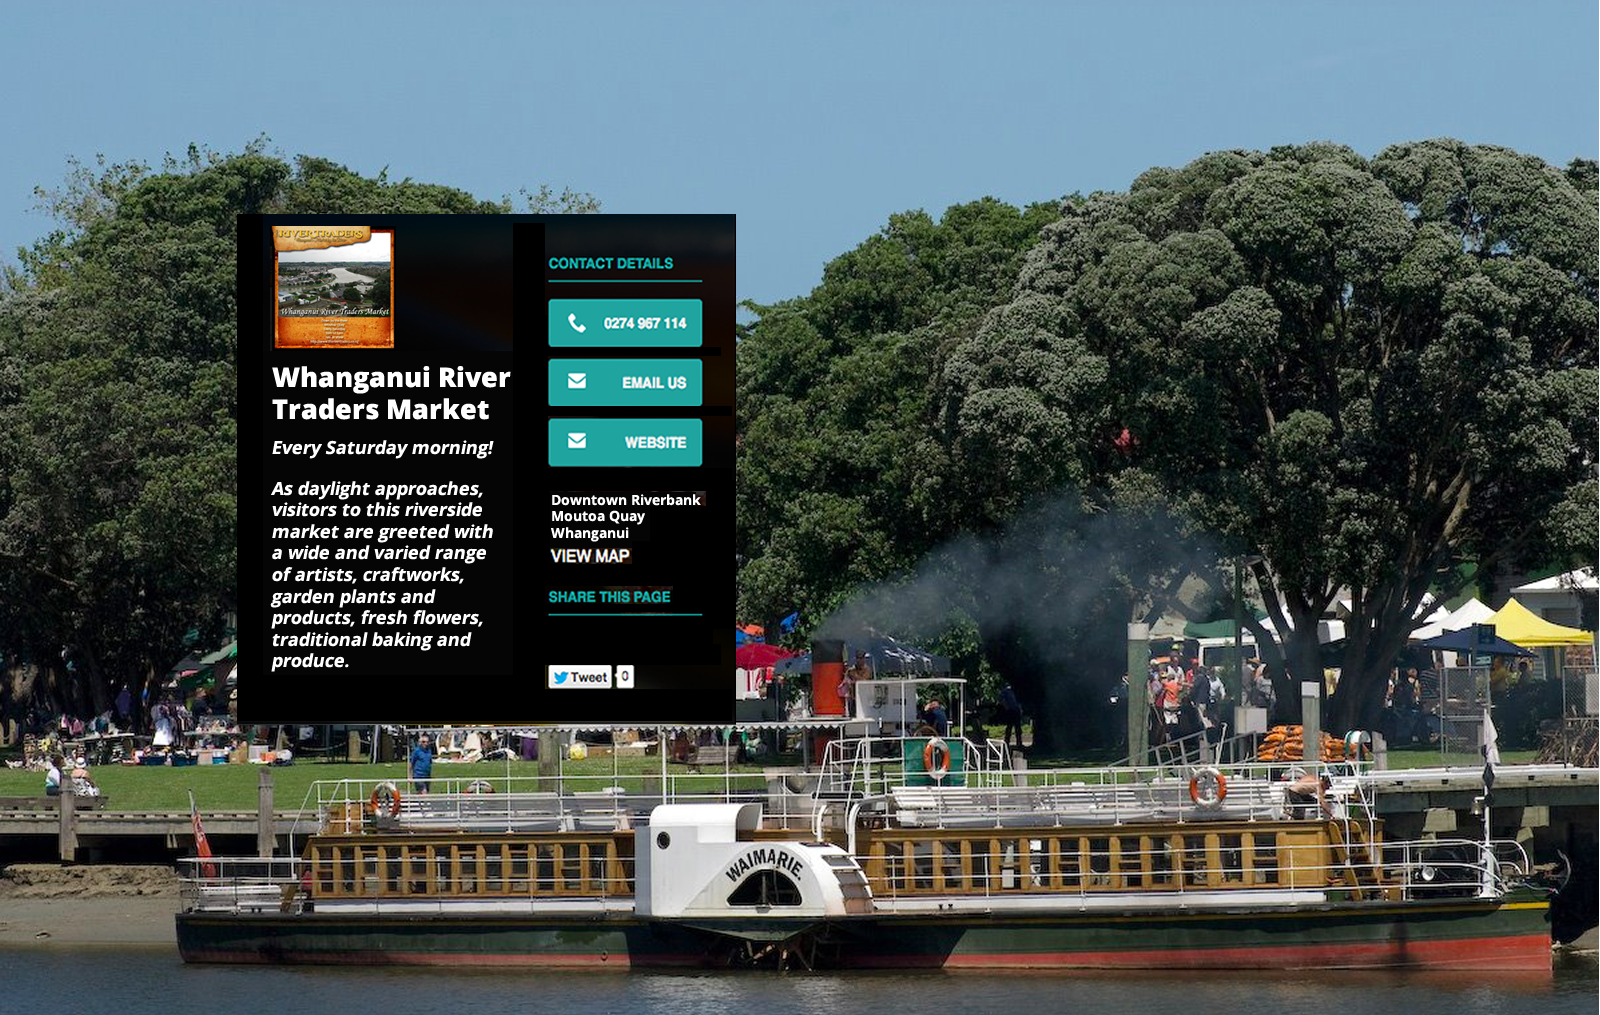 RIVER TRADERS
Whanganui River Traders Market
Whanganui River
Traders Market
Every Saturday morning!
As daylight approaches,
visitors to this riverside
market are greeted with
a wide and varied range
of artists, craftworks,
garden plants and
products, fresh flowers,
traditional baking and
produce.
CONTACT DETAILS
0274 967 114
EMAIL US
WEBSITE
Downtown Riverbank
Moutoa Quay
Whanganui
VIEW MAP
SHARE THIS PAGE
Tweet 0
WAIMARIE.